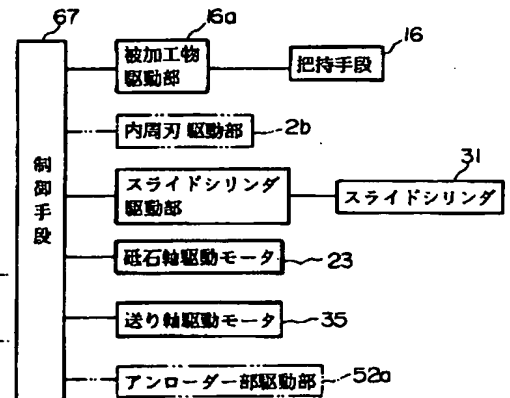 67
16a
16
被加工物
駆動部
把持手段
内周刃 駆動部
2b
制御手段
スライドシリンダ
駆動部
31
スライドシリンダ
砥石軸駆動モータ
23
送り軸駆動モータ
35
アンローダー部駆動部
52a